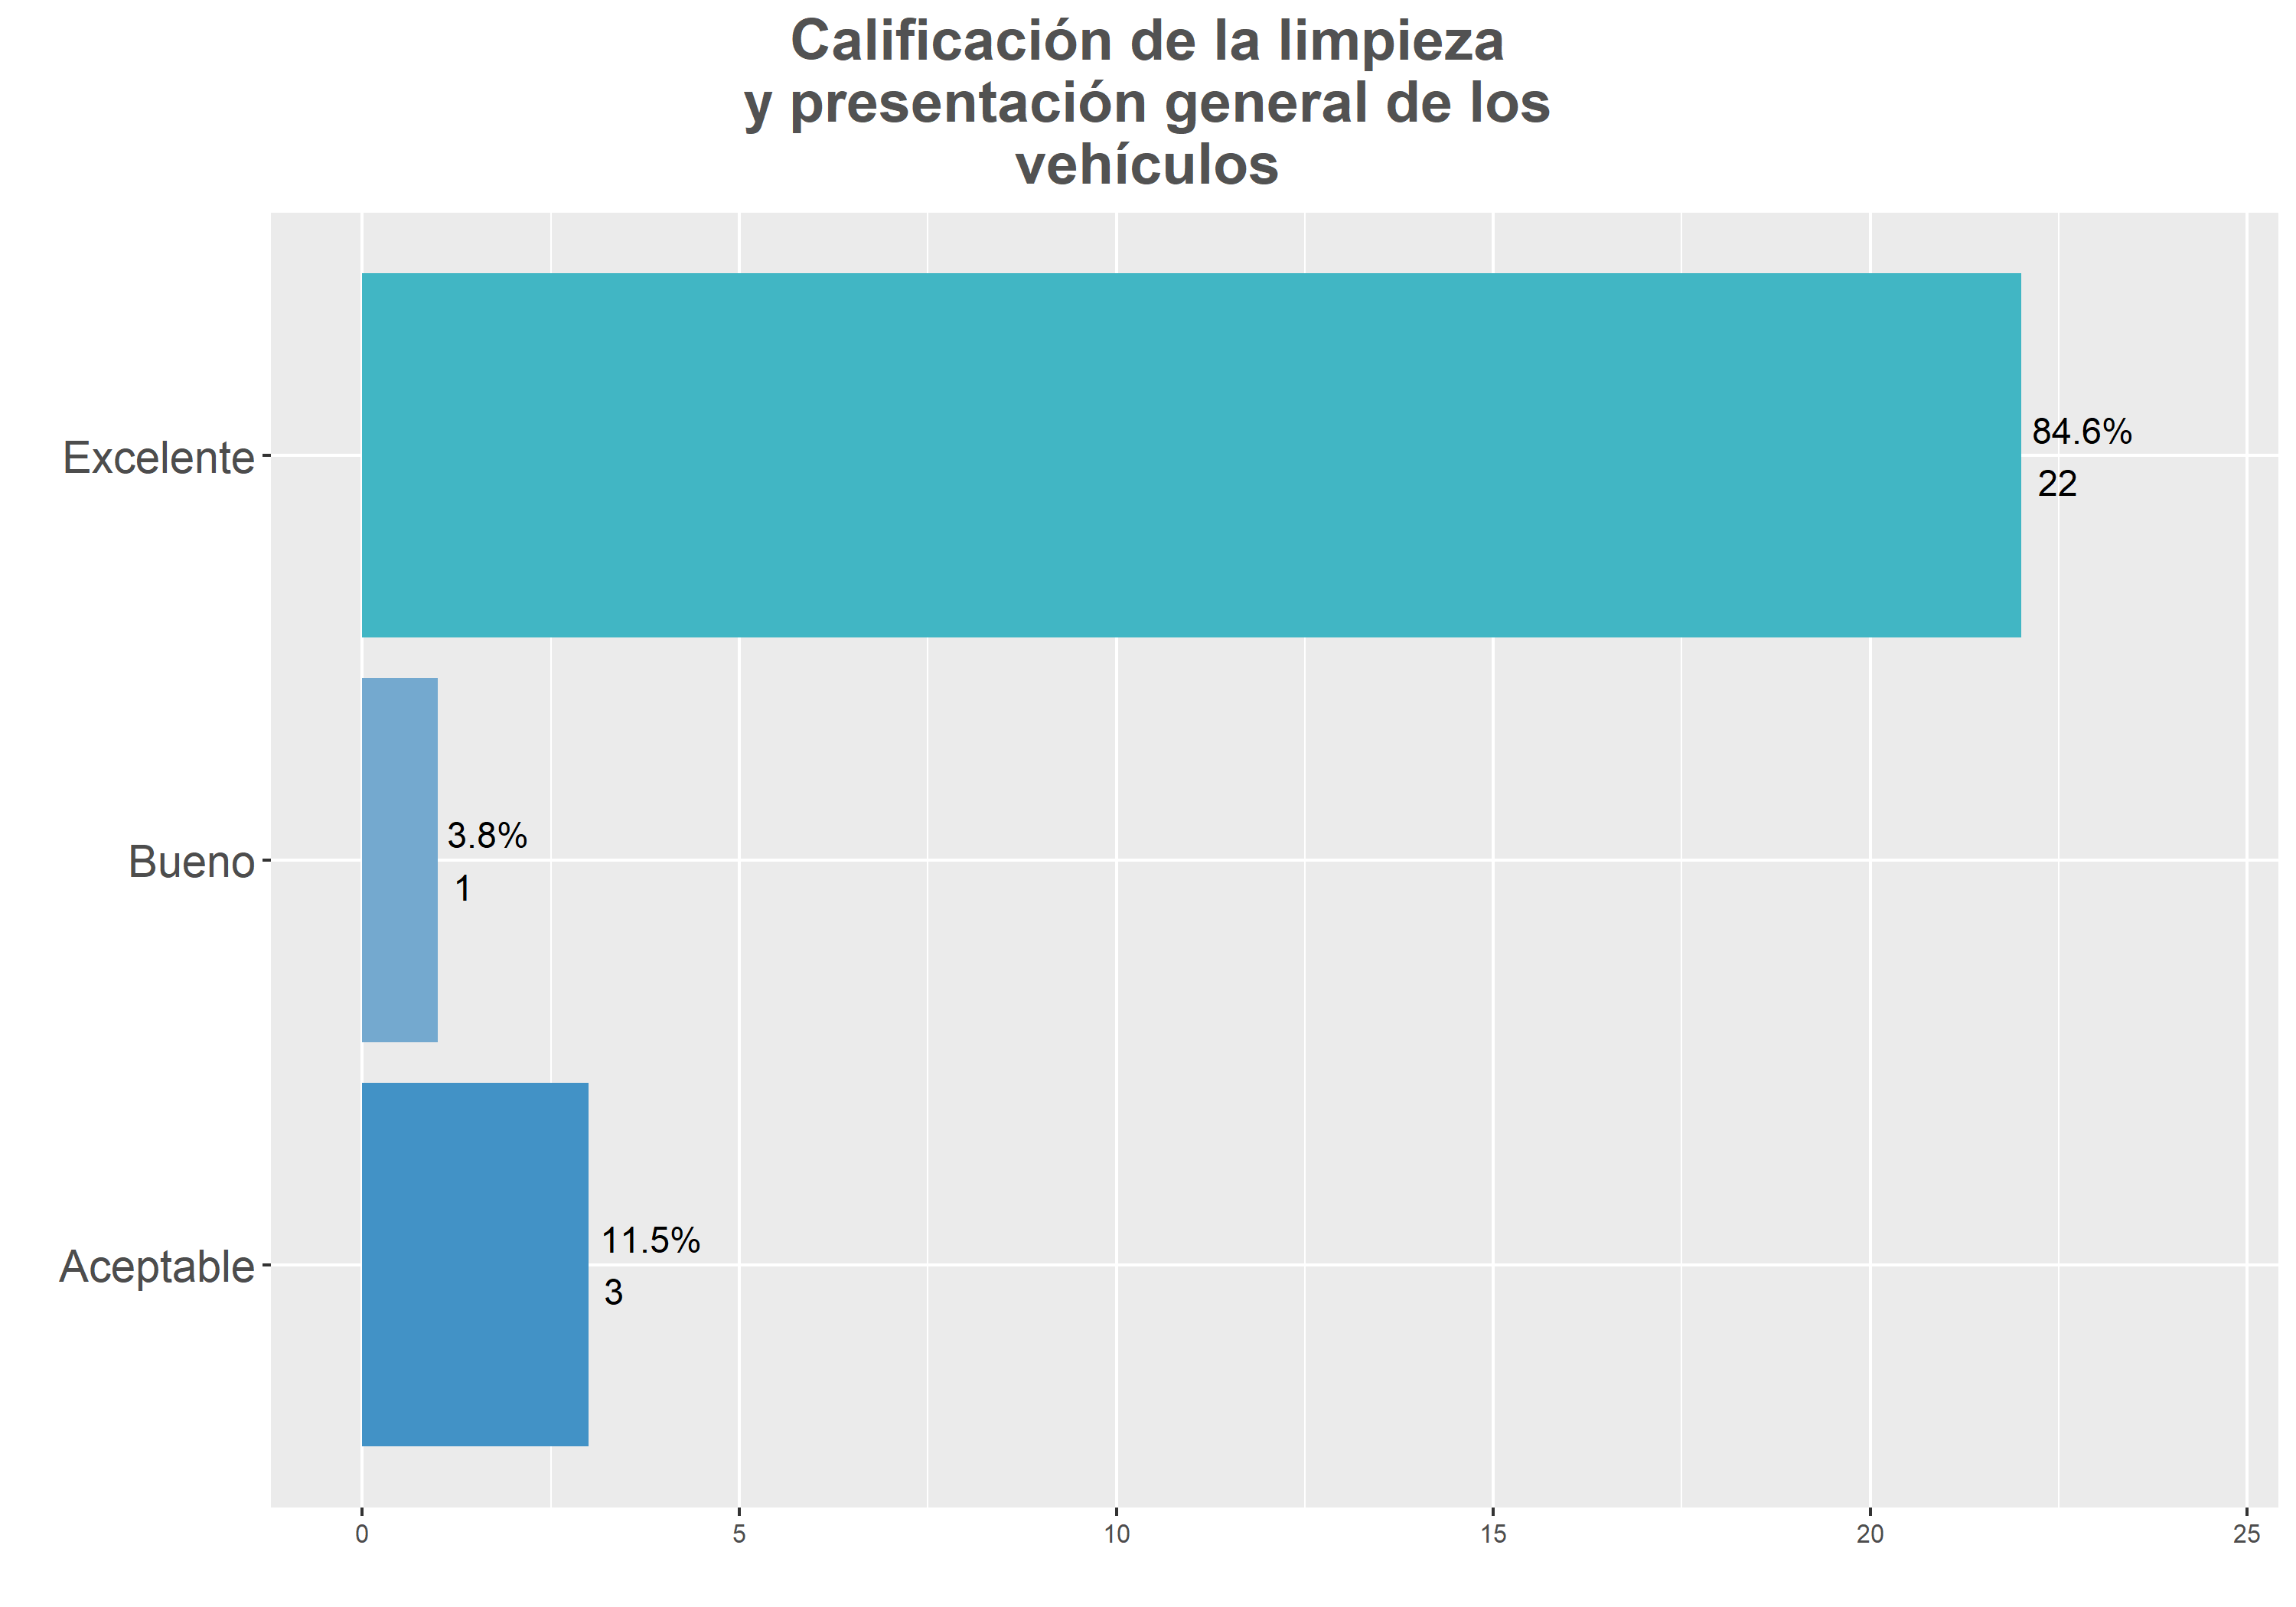 Calificación de la limpieza
y presentación general de los
vehículos
Excelente
84.6%
22
Bueno
3.8%
1
Aceptable
11.5%
3
0 5 10 15 20 25